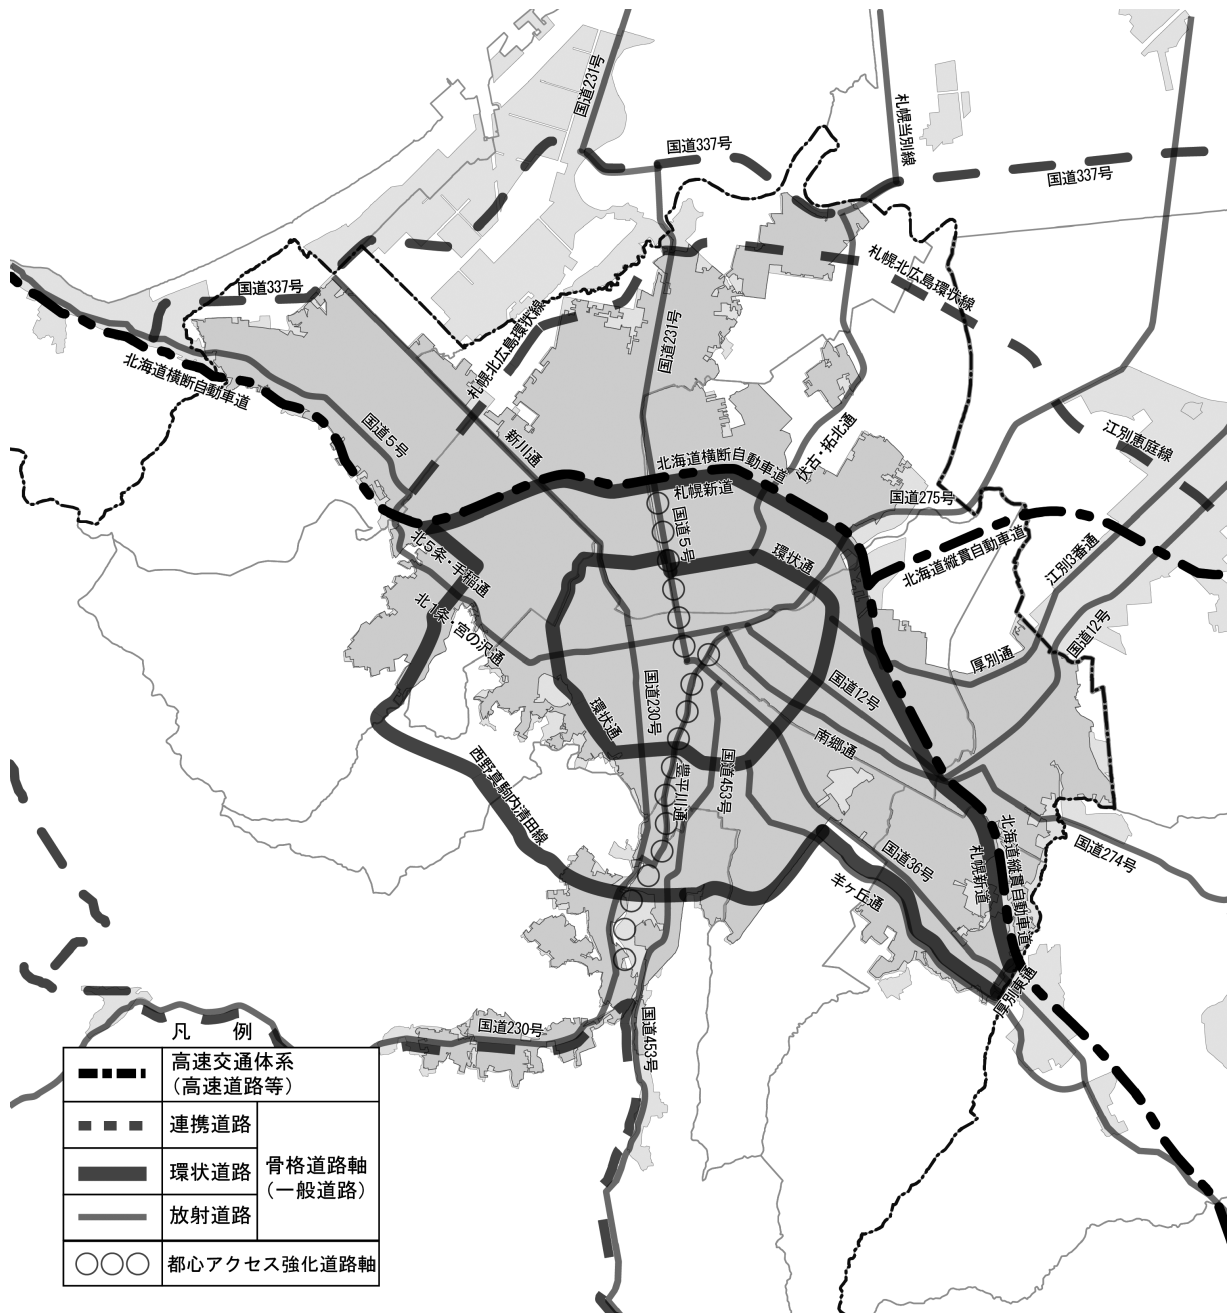 国道231号
国道337号
札幌当別線
国道337号
国道337号
札幌北広島環状線
札幌北広島環状線
国道231号
北海道横断自動車道
国道5号
新川通
北海道横断自動車道
伏古・拓北通
江別恵庭線
札幌新道
国道275号
国道5号
北5条・手稲通
環状通
北海道縦貫自動車道
江別3番通
北1条・宮の沢通
国道12号
厚別通
国道230号
国道12号
環状通
南郷通
西野真駒内清田線
豊平川通
国道453号
国道36号
羊ヶ丘通
札幌新道
北海道縦貫自動車道
国道274号
厚別東通
国道230号
国道453号
凡　例
高速交通体系
(高速道路等)
連携道路
環状道路
放射道路
骨格道路軸
(一般道路)
都心アクセス強化道路軸